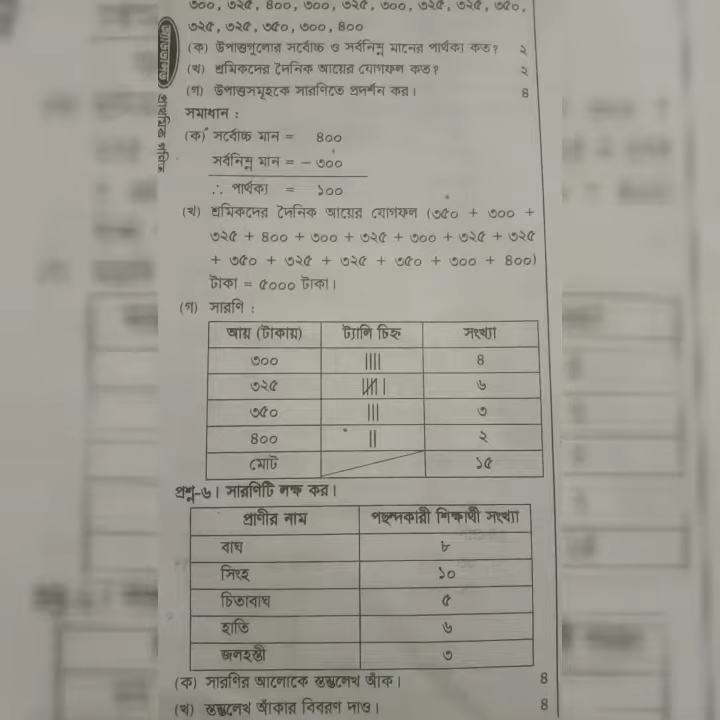 ৩০০, ৩২৫, ৪০০, ৩০০, ৩২৫, ৩০০, ৩২৫, ৩২৫, ৩৫০,
৩২৫, ৩২৫, ৩৫০, ৩০০, ৪০০
(ক) উপাত্তগুলোর সর্বোচ্চ ও সর্বনিম্ন মানের পার্থক্য কত? ২
(খ) শ্রমিকদের দৈনিক আয়ের যোগফল কত? ২
(গ) উপাত্তসমূহকে সারণিতে প্রদর্শন কর। ৪
প্রাথমিক গণিত
সমাধান :
(ক) সর্বোচ্চ মান = ৪০০
সর্বনিম্ন মান = – ৩০০
∴ পার্থক্য = ১০০
(খ) শ্রমিকদের দৈনিক আয়ের যোগফল (৩৫০ + ৩০০ +
৩২৫ + ৪০০ + ৩০০ + ৩২৫ + ৩০০ + ৩২৫ + ৩২৫
+ ৩৫০ + ৩২৫ + ৩২৫ + ৩৫০ + ৩০০ + ৪০০)
টাকা = ৫০০০ টাকা।
(গ) সারণি :
আয় (টাকায়) ট্যালি চিহ্ন সংখ্যা
৩০০ |||| ৪
৩২৫ 𝍸 | ৬
৩৫০ ||| ৩
৪০০ || ২
মোট ১৫
প্রশ্ন-৬। সারণিটি লক্ষ কর।
প্রাণীর নাম পছন্দকারী শিক্ষার্থী সংখ্যা
বাঘ ৮
সিংহ ১০
চিতাবাঘ ৫
হাতি ৬
জলহস্তী ৩
(ক) সারণির আলোকে স্তম্ভলেখ আঁক। ৪
(খ) স্তম্ভলেখ আঁকার বিবরণ দাও। ৪